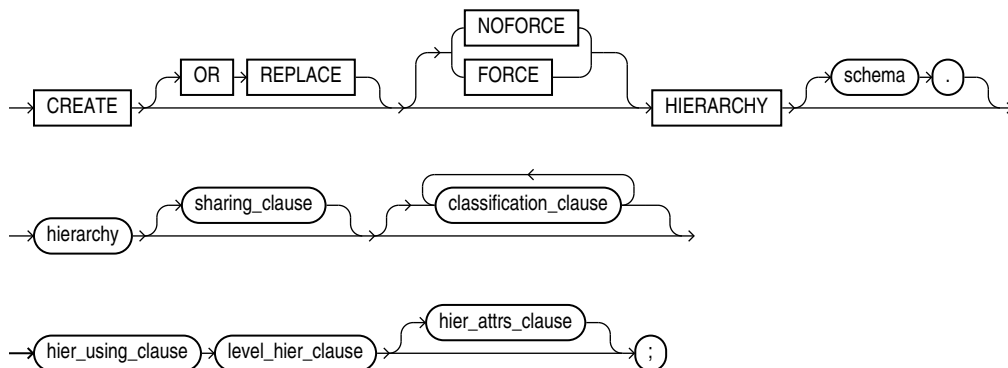 NOFORCE
OR REPLACE FORCE schema .
CREATE HIERARCHY
sharing_clause classification_clause
hierarchy
hier_attrs_clause
hier_using_clause level_hier_clause ;